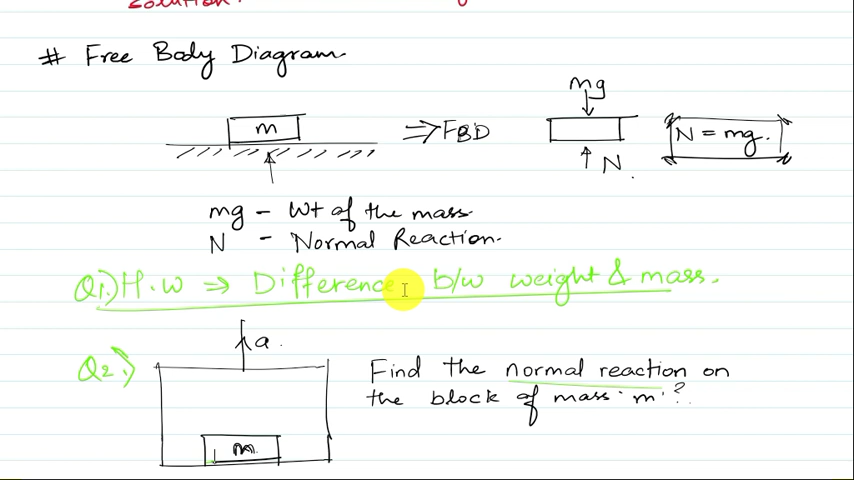 Solution:
# Free Body Diagram
m ⇒ FBD mg N N = mg.
mg - Wt of the mass.
N - Normal Reaction.
Q1.) H.W ⇒ Difference b/w weight & mass.
a.
Q2.) Find the normal reaction on
the block of mass 'm'?
m